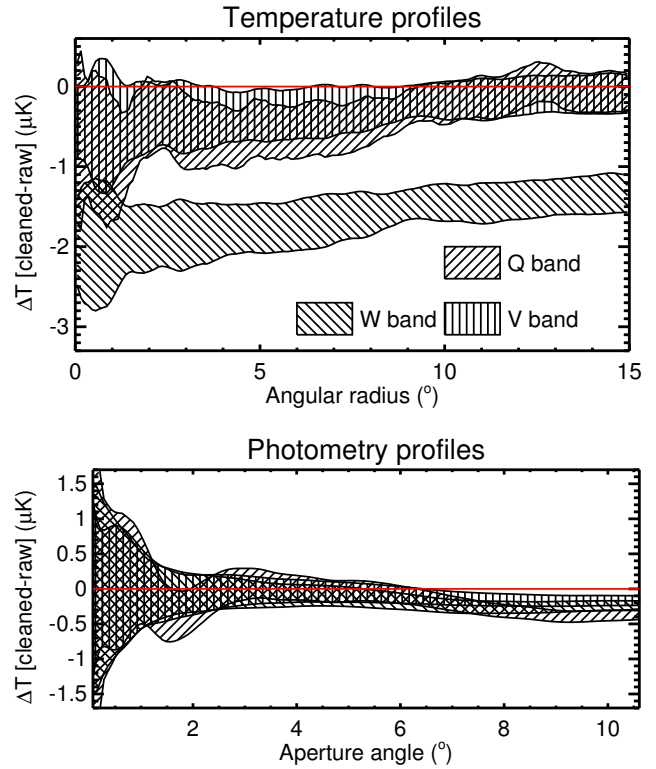 Temperature profiles
0
-1
-2
-3
ΔT [cleaned-raw] (μK)
Q band
W band
V band
0
5
10
15
Angular radius (°)
Photometry profiles
1.5
1
0.5
0
-0.5
-1
-1.5
ΔT [cleaned-raw] (μK)
2
4
6
8
10
Aperture angle (°)